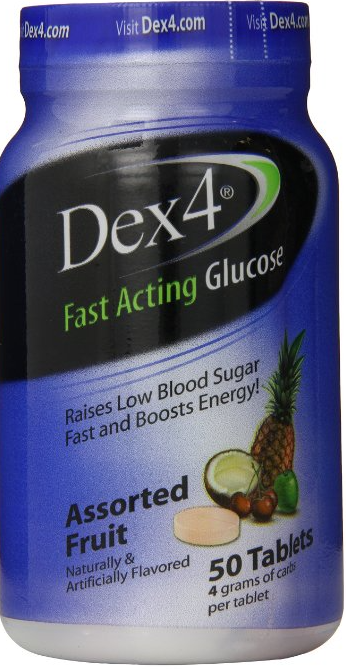 Dex4.com
Visit Dex4.com
Visit Dex4.com
Dex4®
Fast Acting Glucose
Raises Low Blood Sugar
Fast and Boosts Energy!
Assorted
Fruit
Naturally &
Artificially Flavored
50 Tablets
4 grams of carbs
per tablet